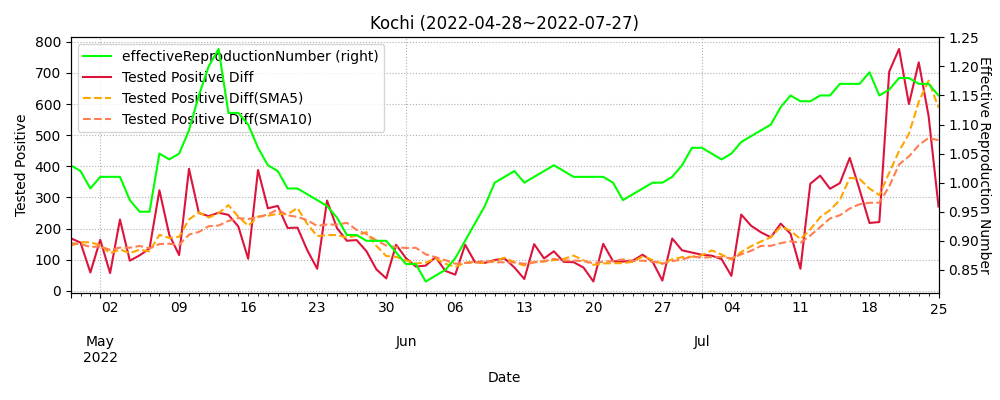 Kochi (2022-04-28~2022-07-27)
effectiveReproductionNumber (right)
Tested Positive Diff
Tested Positive Diff(SMA5)
Tested Positive Diff(SMA10)
Tested Positive
800
700
600
500
400
300
200
100
0
1.25
1.20
1.15
1.10
1.05
1.00
0.95
0.90
0.85
Effective Reproduction Number
02 09 16 23 30 06 13 20 27 04 11 18 25
May Jun Jul
2022
Date